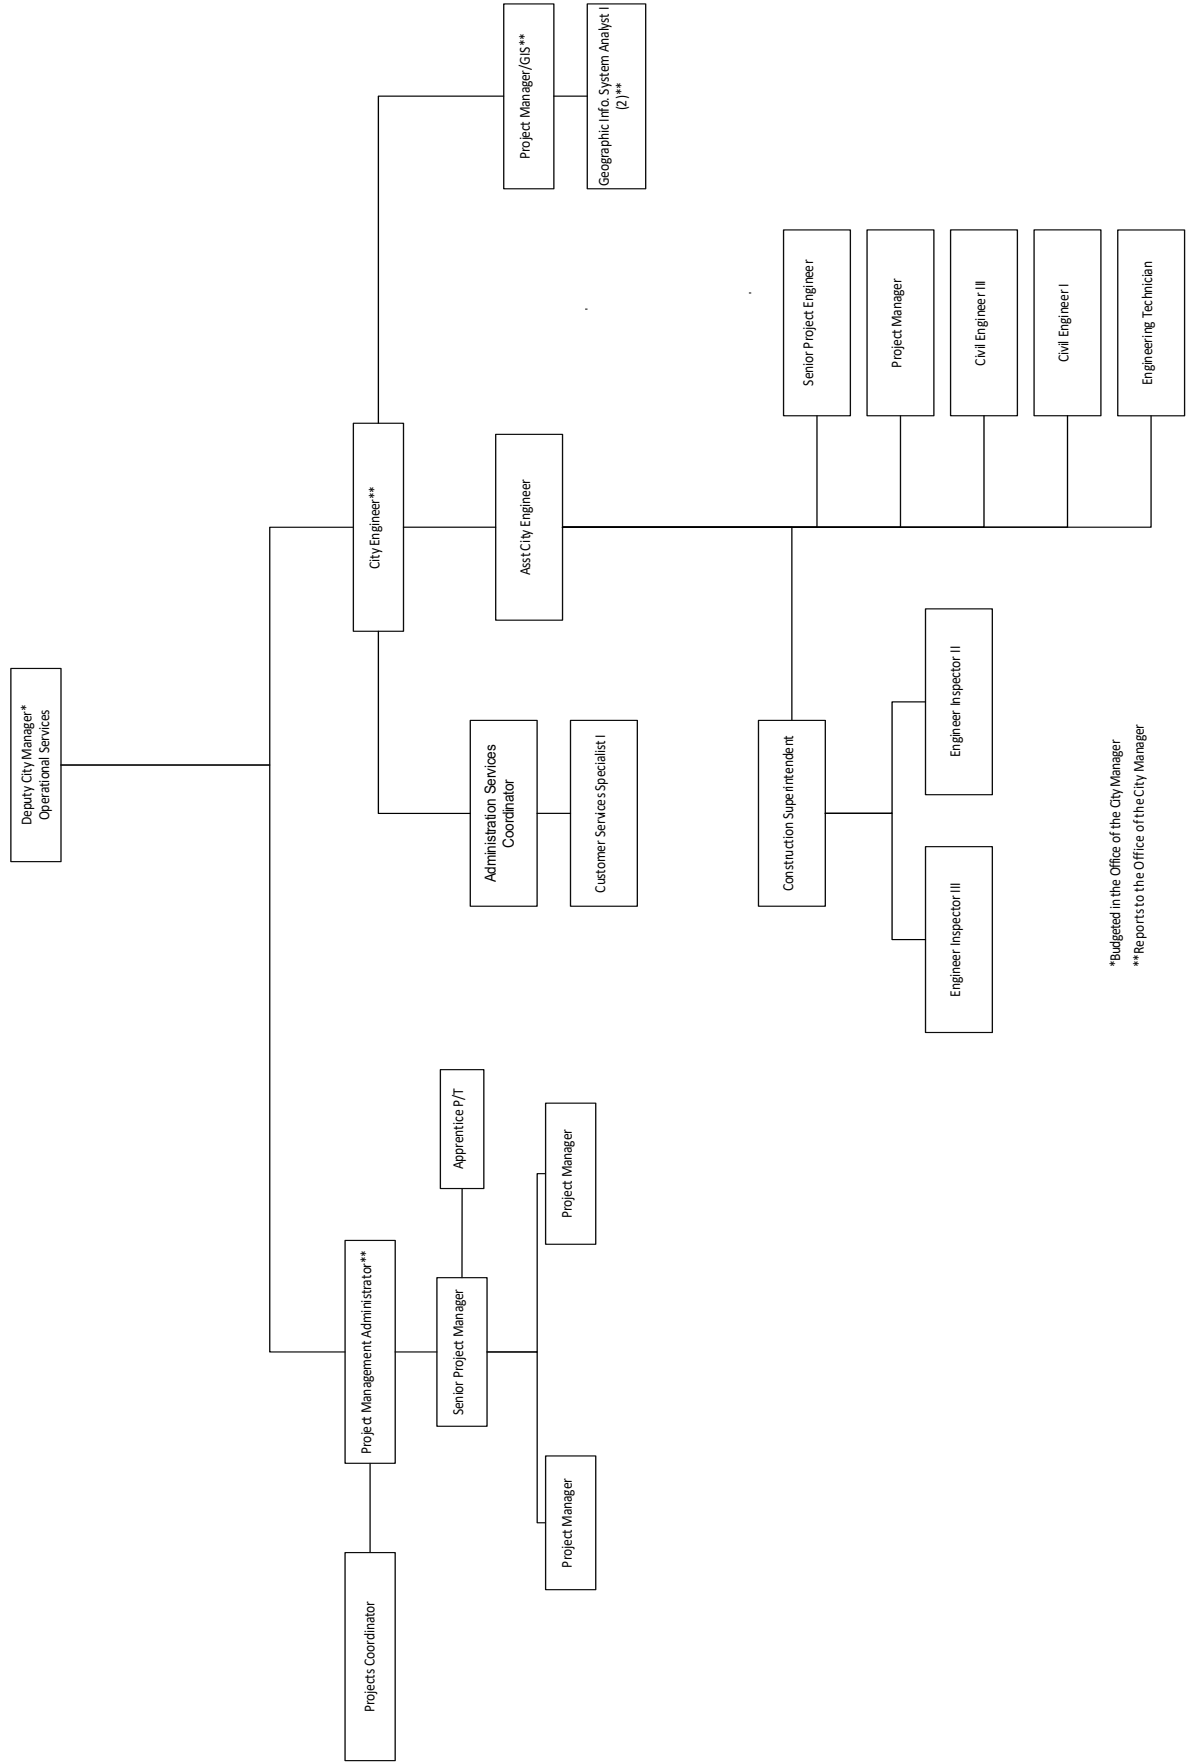 Deputy City Manager*
Operational Services
Projects Coordinator
Project Management Administrator**
City Engineer**
Senior Project Manager
Apprentice P/T
Project Manager
Project Manager
Administration Services
Coordinator
Customer Services Specialist I
Asst City Engineer
Project Manager/GIS**
Geographic Info. System Analyst I
(2)**
Construction Superintendent
Engineer Inspector III
Engineer Inspector II
Senior Project Engineer
Project Manager
Civil Engineer III
Civil Engineer I
Engineering Technician
*Budgeted in the Office of the City Manager
**Reports to the Office of the City Manager